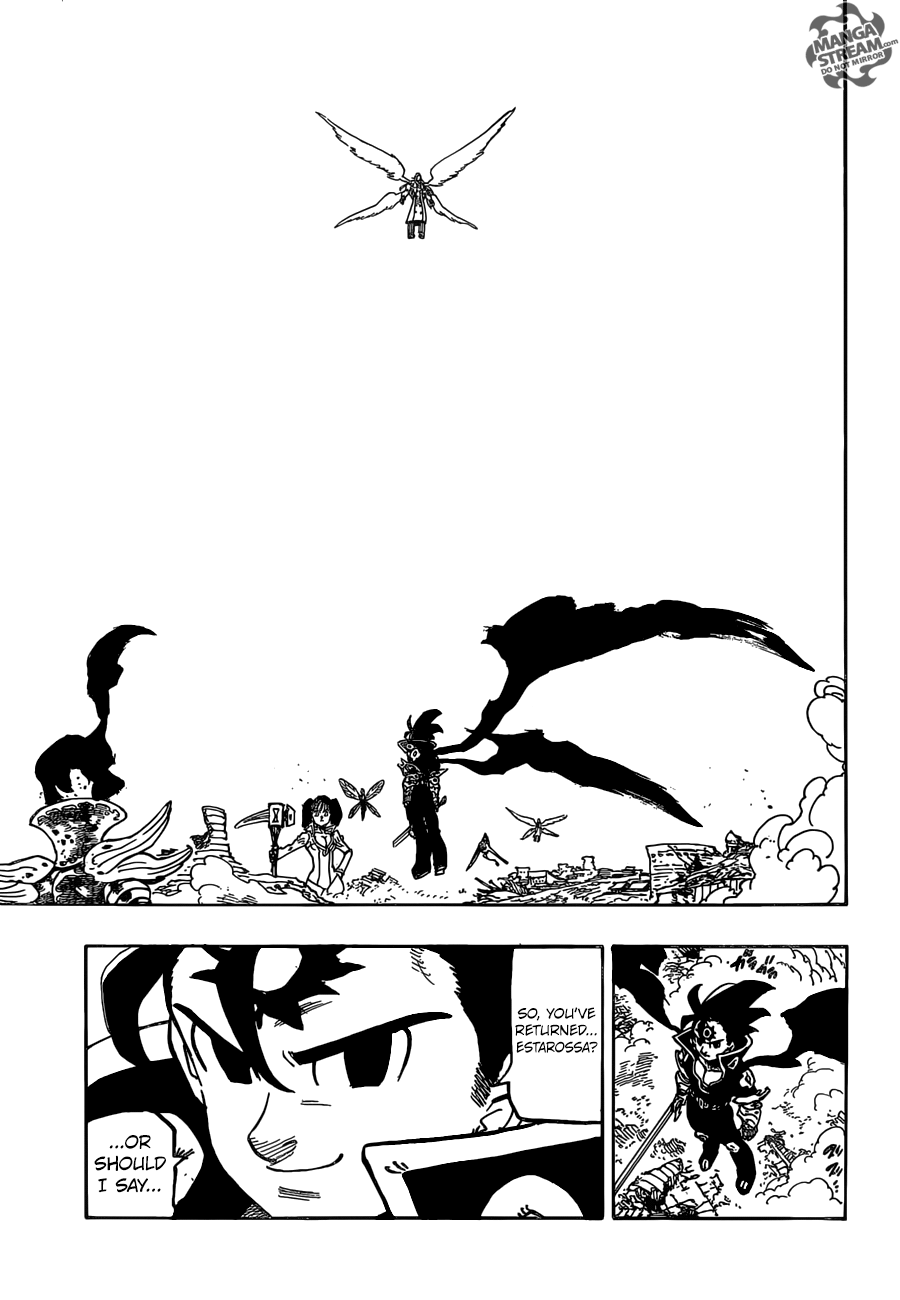 MANGA
STREAM.com
DO NOT MIRROR
SO, YOU'VE
RETURNED...
ESTAROSSA?
...OR
SHOULD
I SAY...